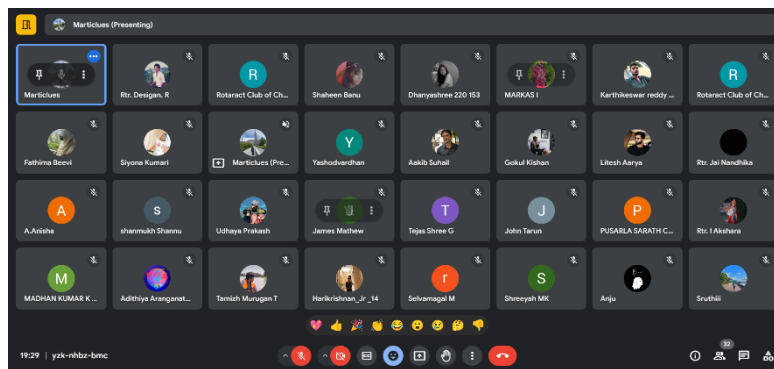 Marticlues (Presenting)
Marticlues
Rtr. Desigan. R
R
Rotaract Club of Ch...
Shaheen Banu
Dhanyashree 220 153
MARKAS I
Karthikeswar reddy ...
R
Rotaract Club of Ch...
Fathima Beevi
Siyona Kumari
Marticlues (Pre...
Y
Yashodvardhan
Aakib Suhail
Gokul Kishan
Litesh Aarya
Rtr. Jai Nandhika
A
A.Anisha
s
shanmukh Shannu
Udhaya Prakash
James Mathew
T
Tejas Shree G
J
John Tarun
P
PUSARLA SARATH C...
Rtr. I Akshara
M
MADHAN KUMAR K ...
Adithiya Aranganat...
Tamizh Murugan T
Harikrishnan_Jr_14
r
Selvamagal M
S
Shreeyah MK
Anju
Sruthiii
32
19:29 | yzk-nhbz-bmc